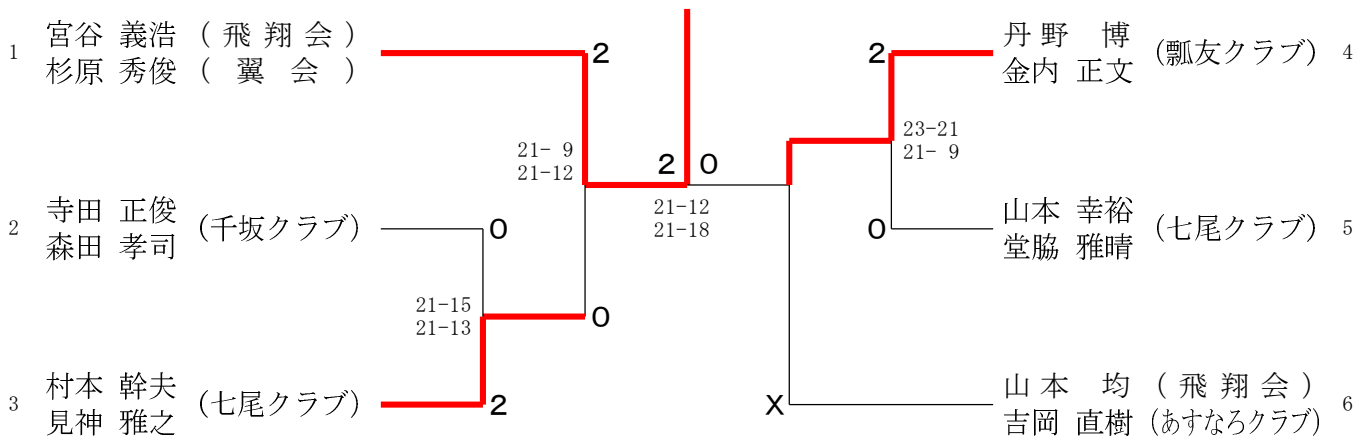 1 宮谷 義浩 ( 飛 翔 会 )
杉原 秀俊 ( 翼 会 )
2
2 寺田 正俊 (千坂クラブ)
森田 孝司
0
3 村本 幹夫 (七尾クラブ)
見神 雅之
2
21-15
21-13
0
21- 9
21-12
2 0
21-12
21-18
2
丹 野 博 (瓢友クラブ) 4
金内 正文
23-21
21- 9
0
山本 幸裕 (七尾クラブ) 5
堂脇 雅晴
X
山 本 均 ( 飛 翔 会 ) 6
吉岡 直樹 (あすなろクラブ)